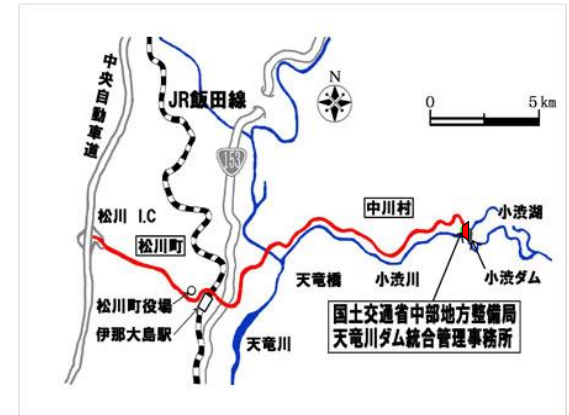 中央自動車道
JR飯田線
N
0 5km
153
松川 I.C
松川町
中川村
小渋湖
天竜橋
小渋川
小渋ダム
松川町役場
伊那大島駅
天竜川
国土交通省中部地方整備局
天竜川ダム統合管理事務所